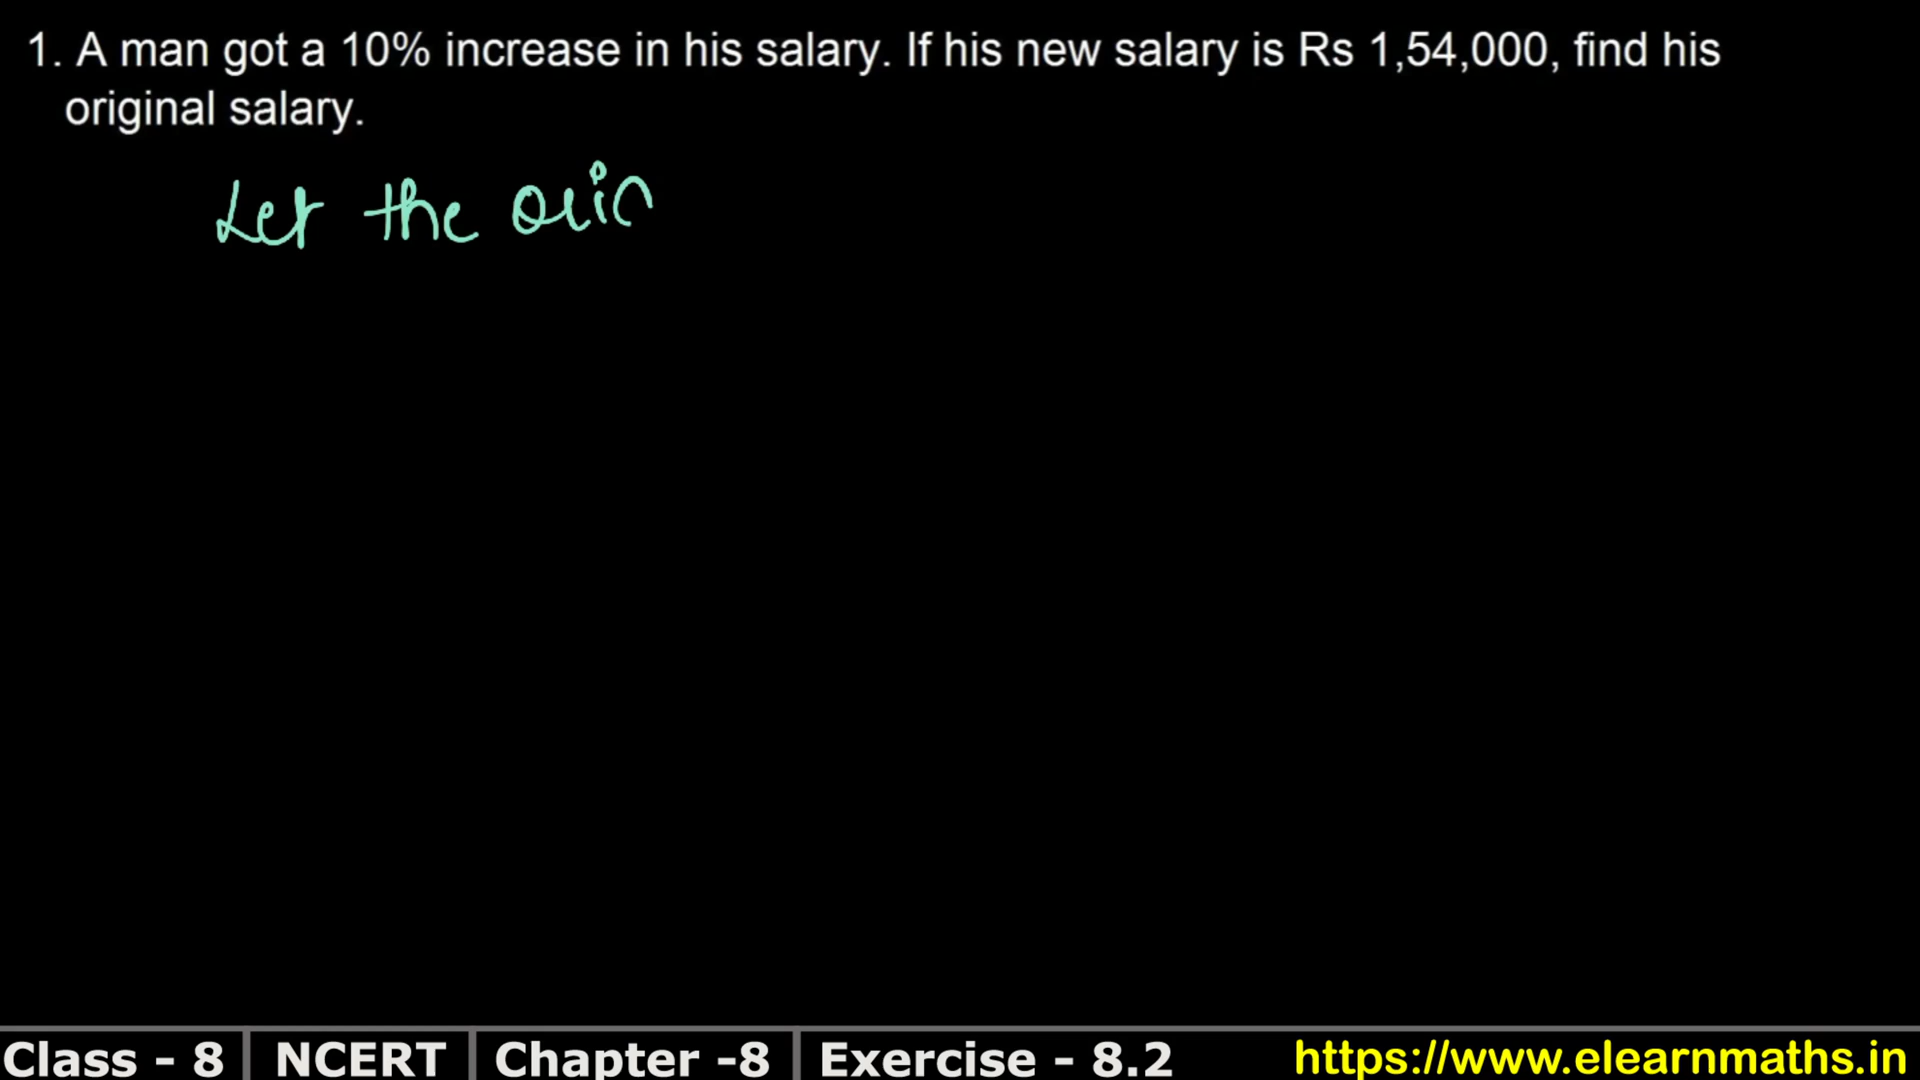 1. A man got a 10% increase in his salary. If his new salary is Rs 1,54,000, find his
original salary.
Let the
Class - 8 NCERT Chapter -8 Exercise - 8.2 https://www.elearnmaths.in